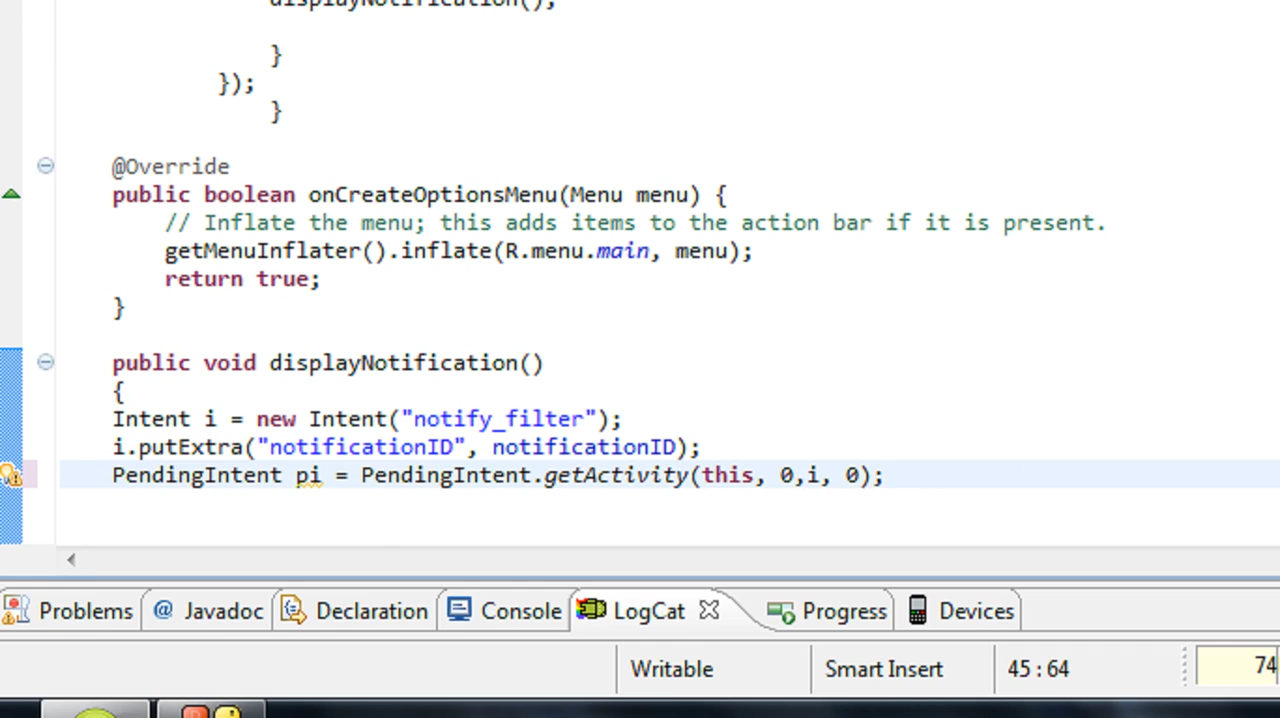 displayNotification();
}
});
}
@Override
public boolean onCreateOptionsMenu(Menu menu) {
// Inflate the menu; this adds items to the action bar if it is present.
getMenuInflater().inflate(R.menu.main, menu);
return true;
}
public void displayNotification()
{
Intent i = new Intent("notify_filter");
i.putExtra("notificationID", notificationID);
PendingIntent pi = PendingIntent.getActivity(this, 0,i, 0);
Problems @ Javadoc Declaration Console LogCat Progress Devices
Writable Smart Insert 45 : 64 74